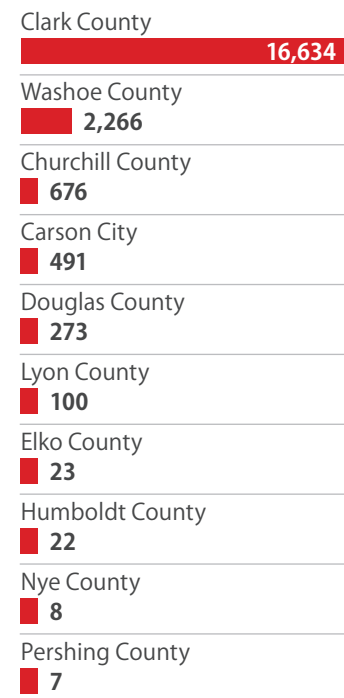 Clark County
16,634
Washoe County
2,266
Churchill County
676
Carson City
491
Douglas County
273
Lyon County
100
Elko County
23
Humboldt County
22
Nye County
8
Pershing County
7